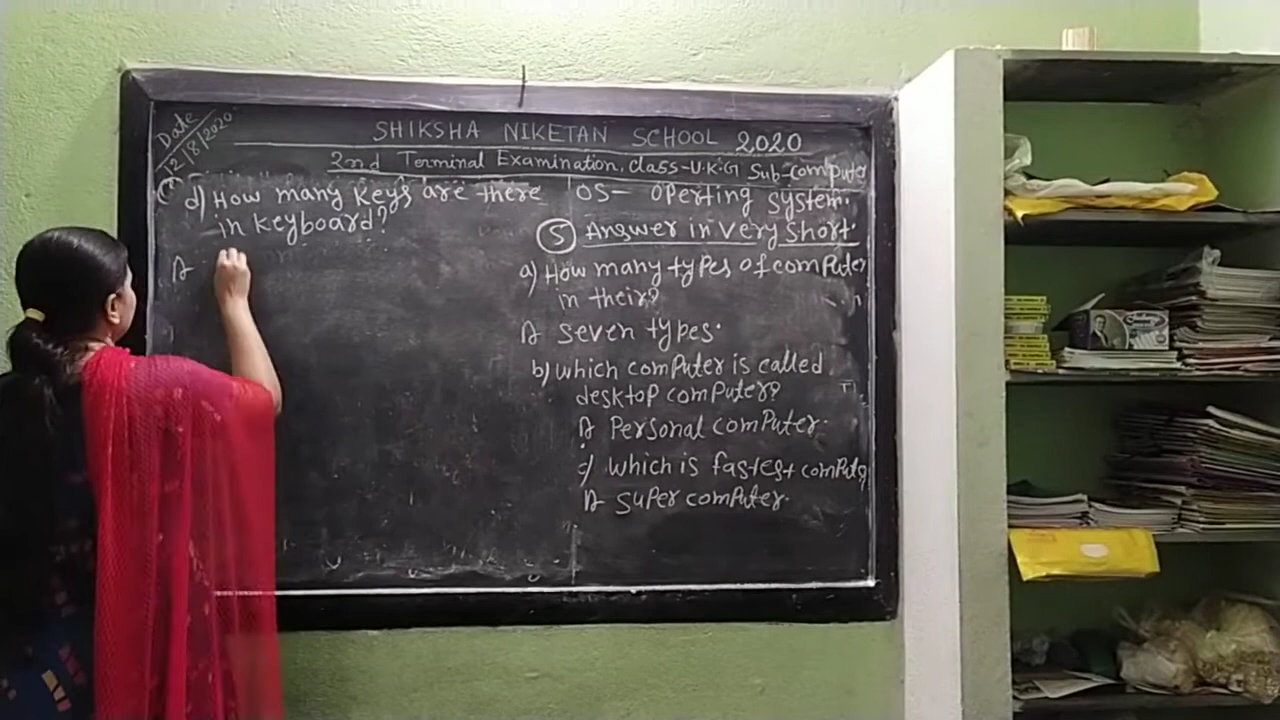 Date
12/8/2020
SHIKSHA NIKETAN SCHOOL 2020
2nd Terminal Examination, Class-U.K.G Sub-Computer
d) How many Keys are there
in Keyboard?
A
OS- Operting system.
5 Answer in very short.
a) How many types of computer
in their?
A Seven types.
b) which computer is called
desktop computer?
A Personal computer.
c) which is fastest compute
A super computer.